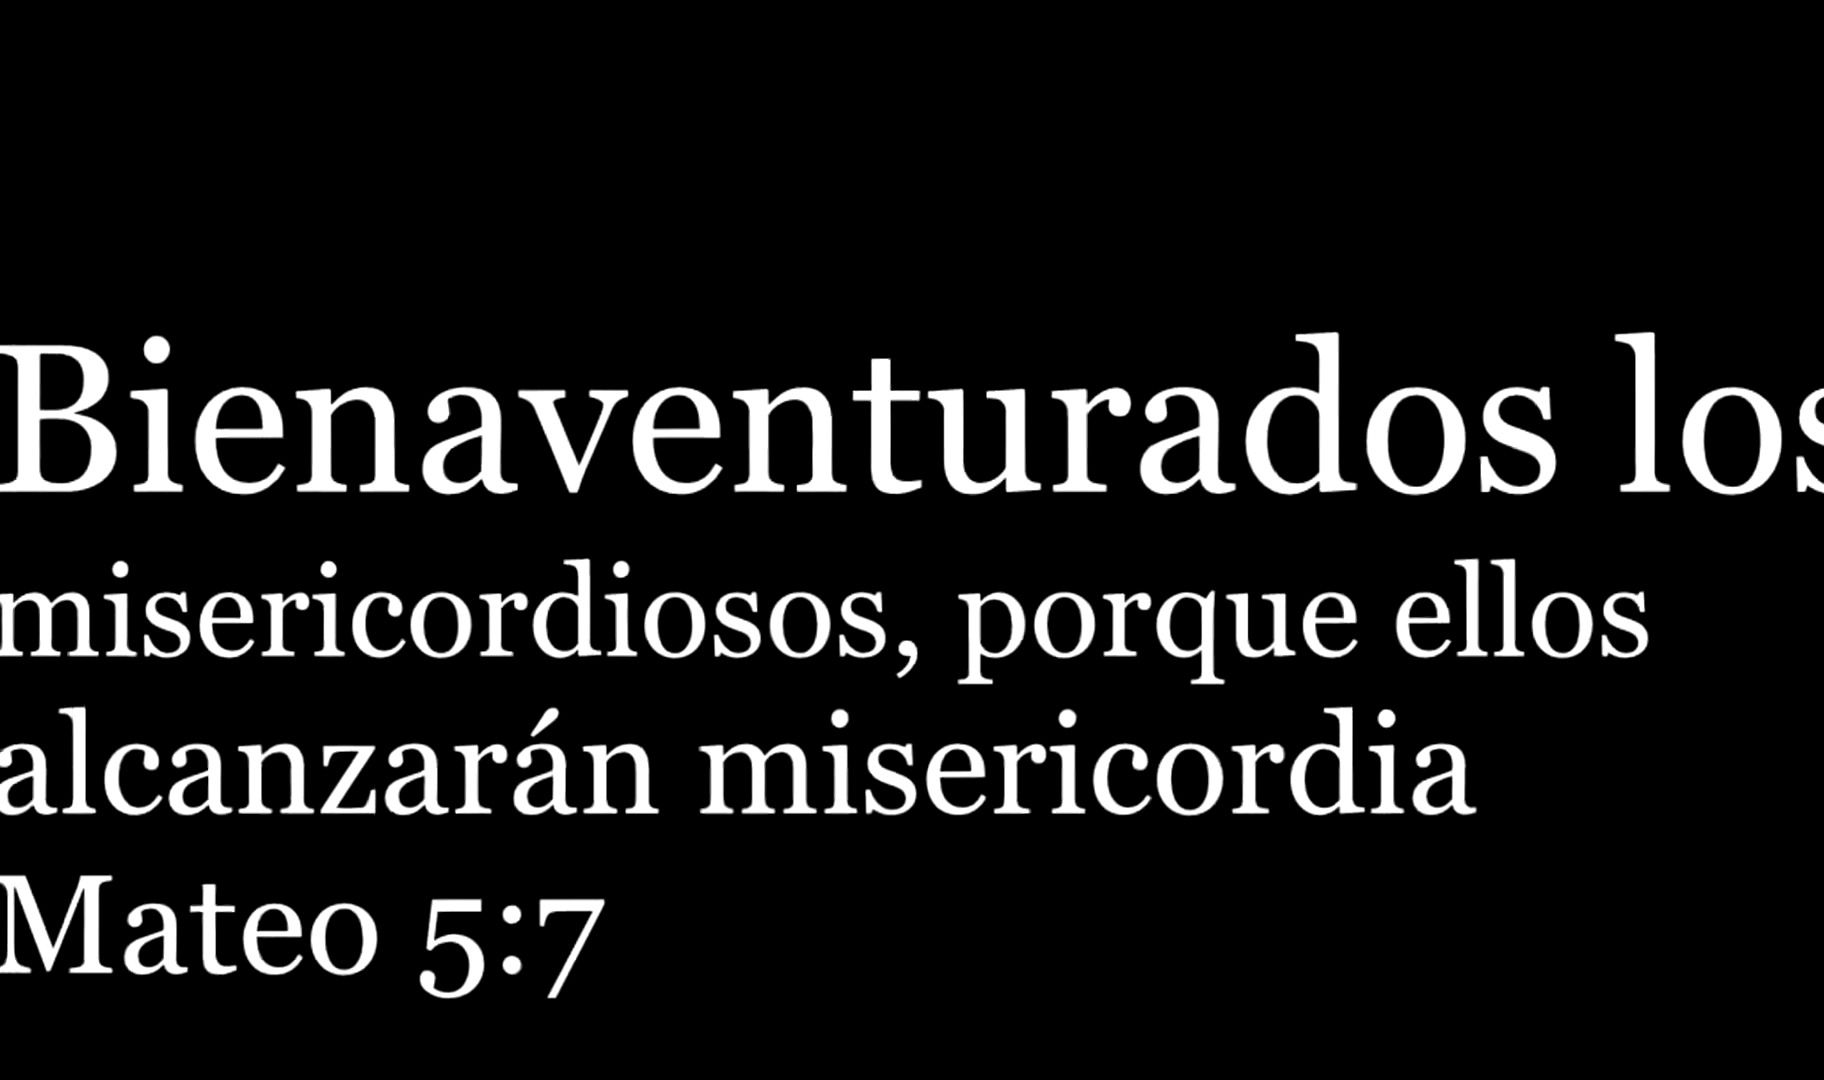 Bienaventurados los
misericordiosos, porque ellos
alcanzarán misericordia
Mateo 5:7